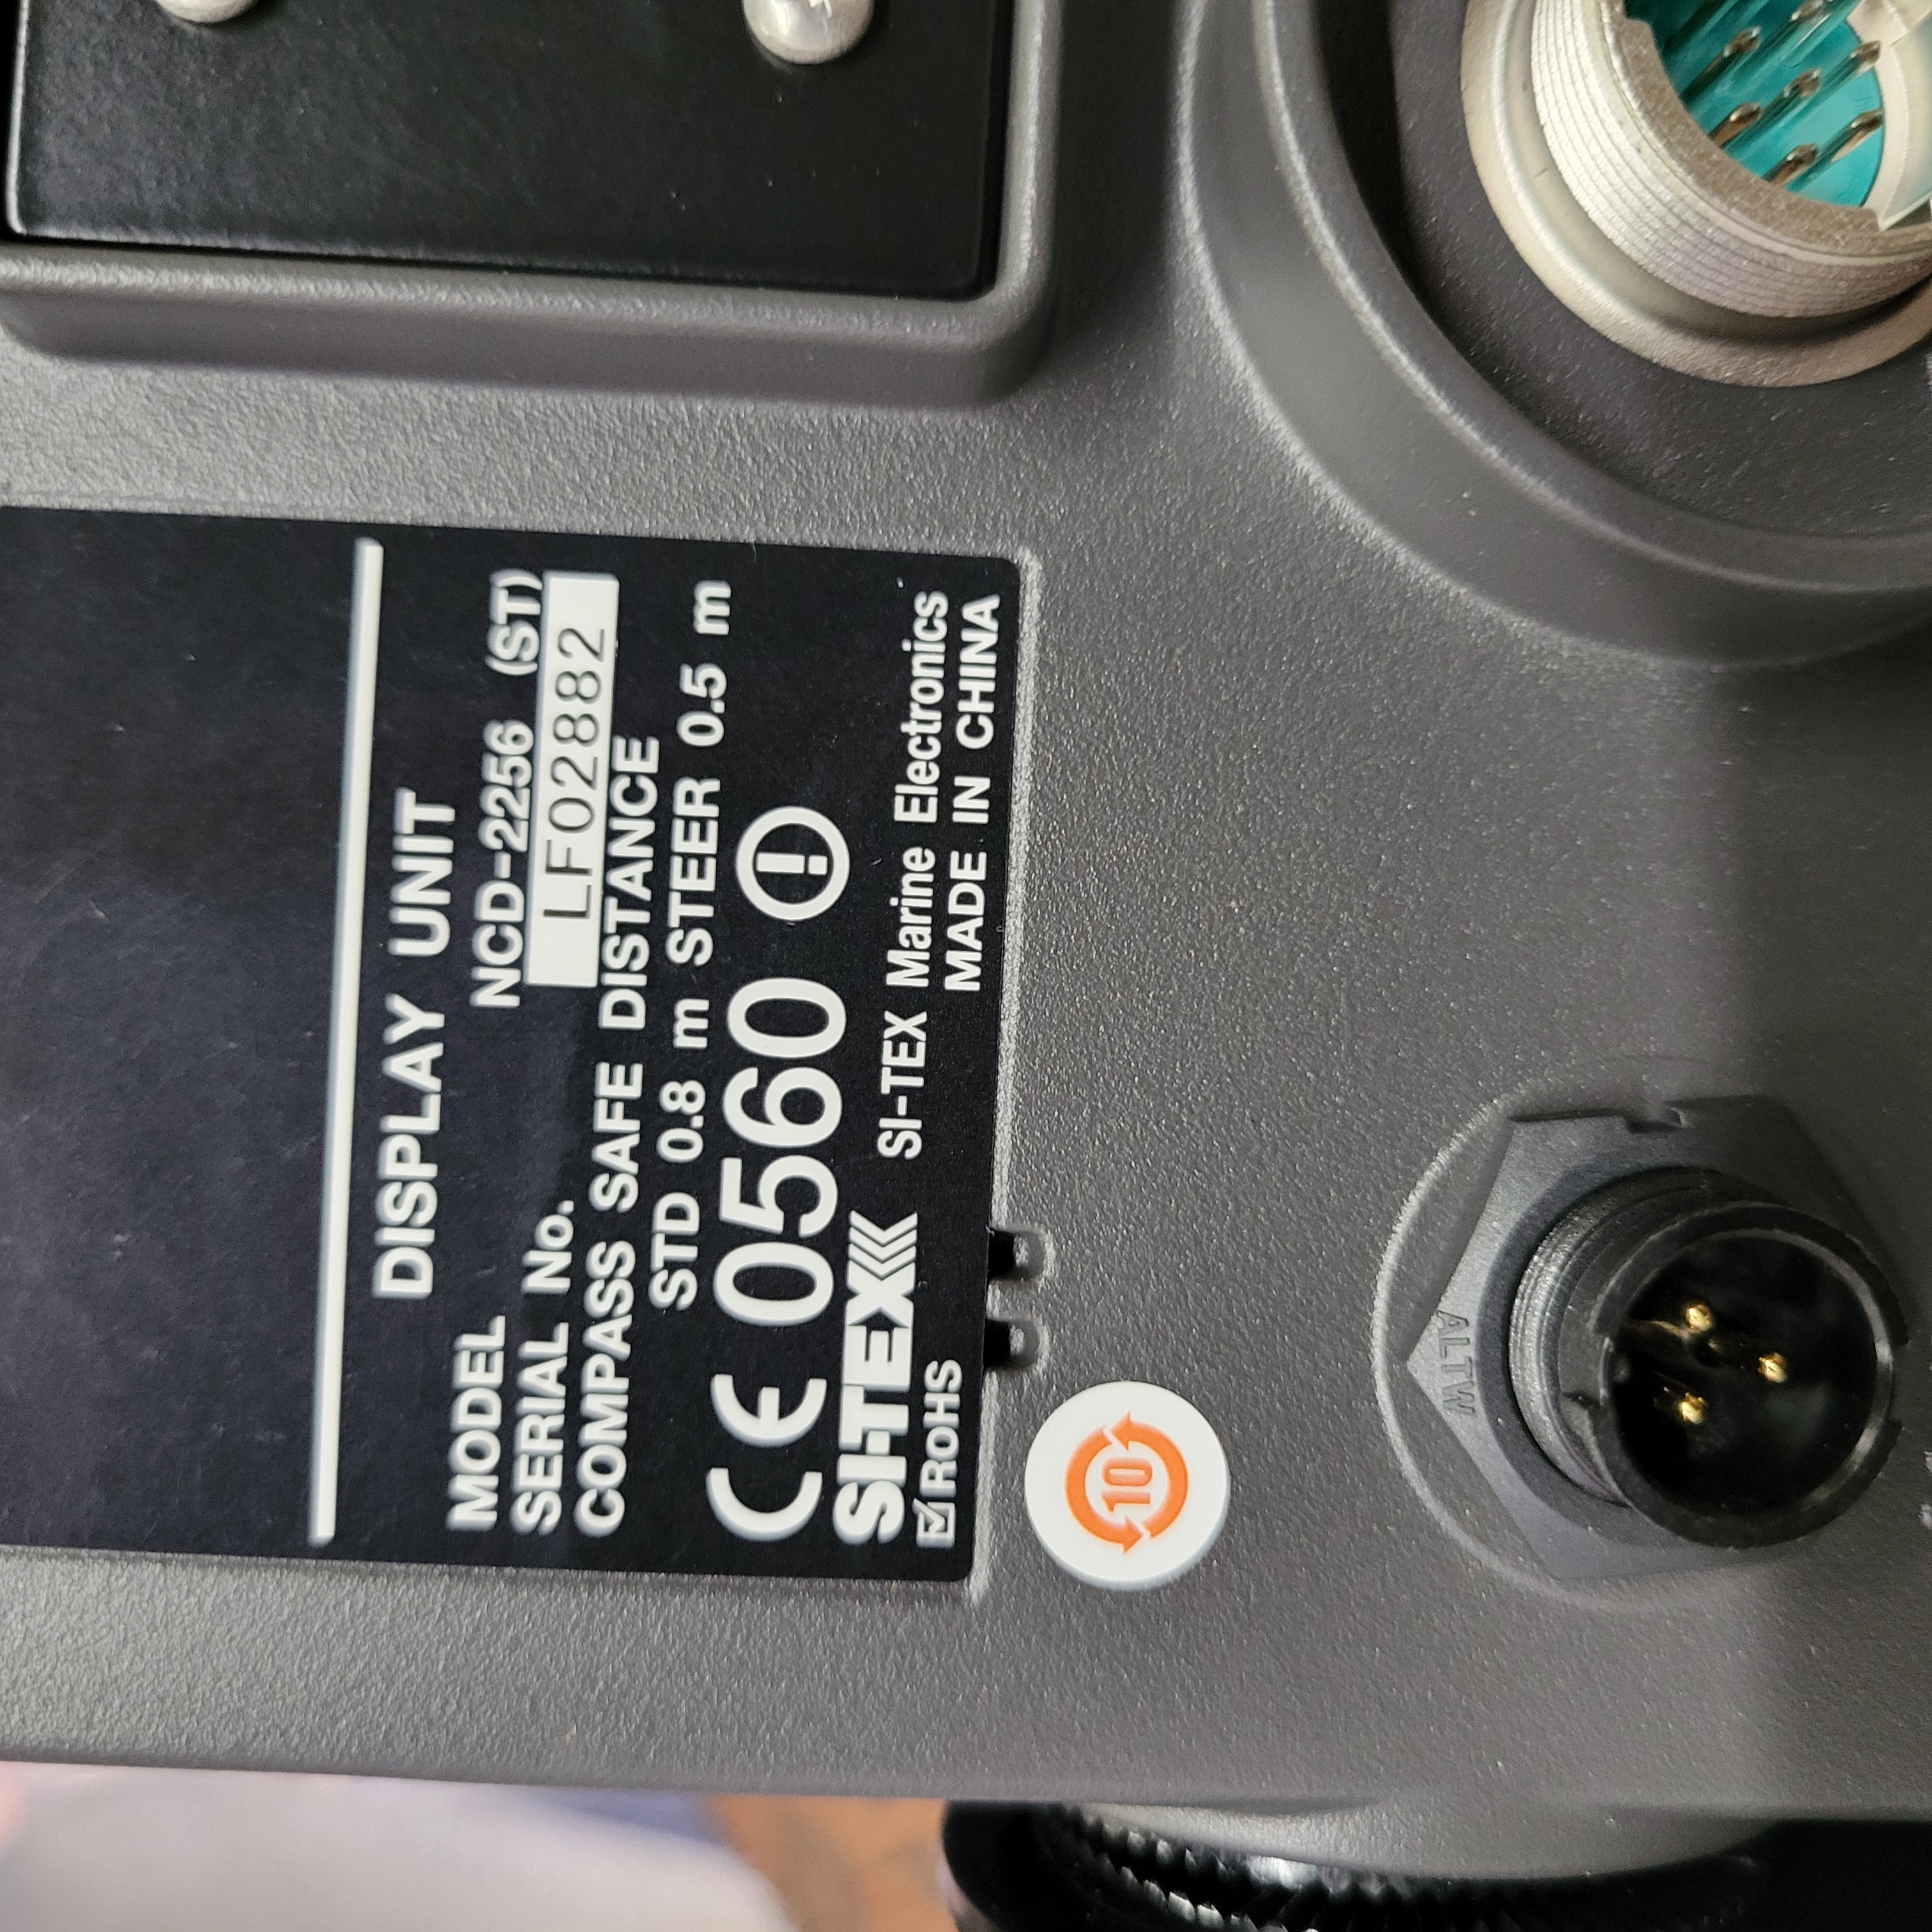 DISPLAY UNIT
MODEL NCD-2256 (ST)
SERIAL No. LF02882
COMPASS SAFE DISTANCE
STD 0.8 m STEER 0.5 m
CE 0560 !
SI-TEX SI-TEX Marine Electronics
ROHS MADE IN CHINA
10
ALTW